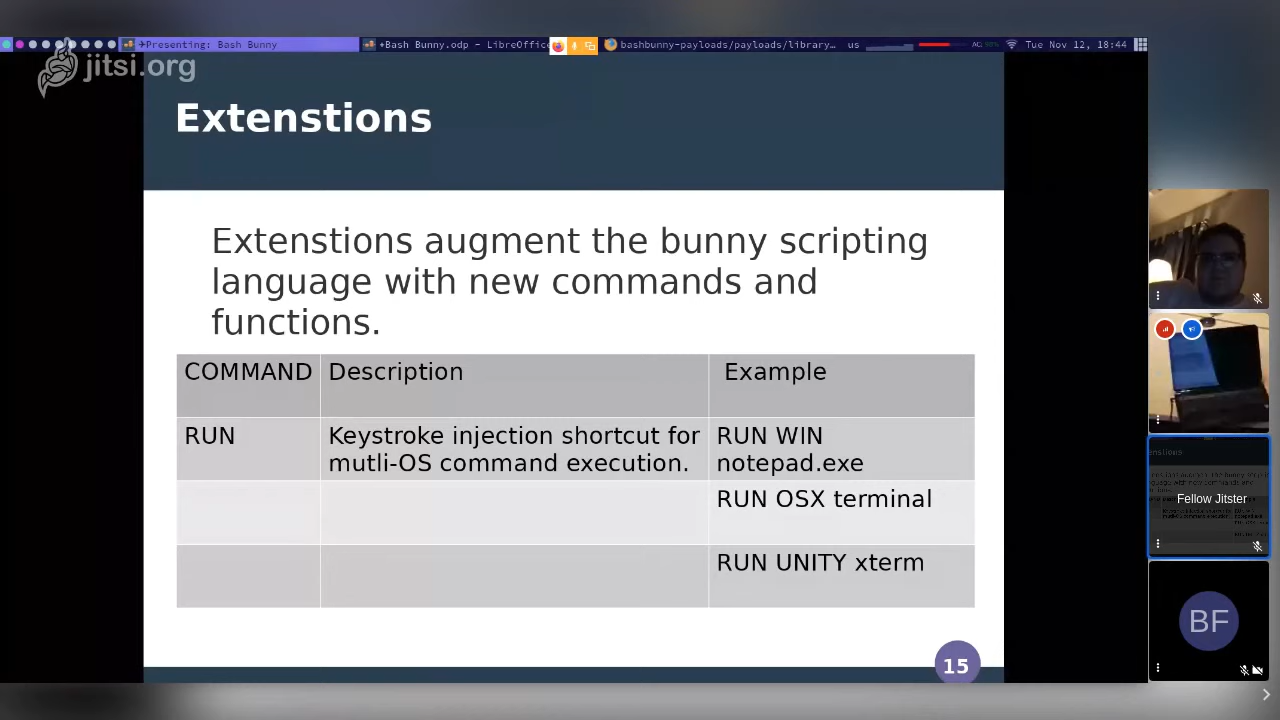 ✈Presenting: Bash Bunny
+Bash Bunny.odp - LibreOffic
bashbunny-payloads/payloads/library…
us
AC
Tue Nov 12, 18:44
jitsi.org
Extenstions
Extenstions augment the bunny scripting
language with new commands and
functions.
COMMAND Description Example
RUN Keystroke injection shortcut for RUN WIN
mutli-OS command execution. notepad.exe
RUN OSX terminal
RUN UNITY xterm
15
Fellow Jitster
BF